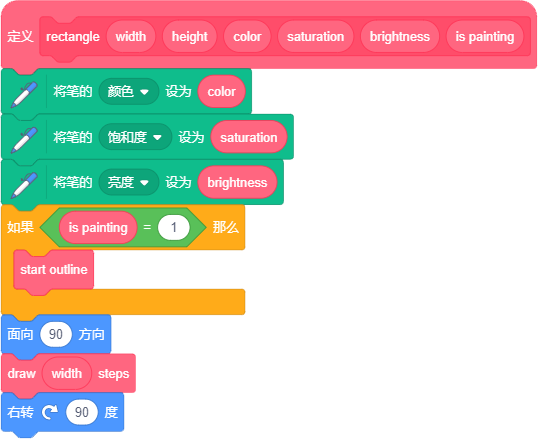 定义 rectangle width height color saturation brightness is painting
将笔的 颜色 设为 color
将笔的 饱和度 设为 saturation
将笔的 亮度 设为 brightness
如果 is painting = 1 那么
start outline
面向 90 方向
draw width steps
右转 90 度